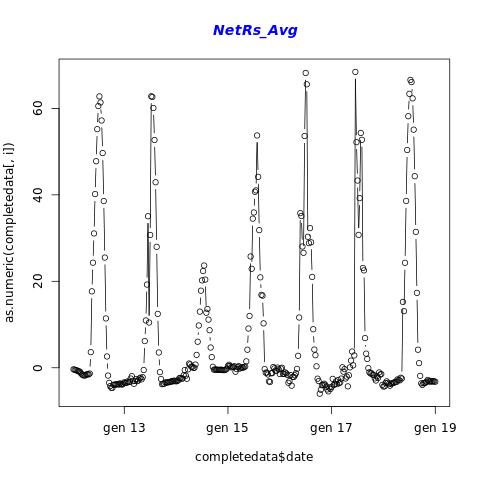 NetRs_Avg
as.numeric(completedata[, i])
60
40
20
0
gen 13
gen 15
gen 17
gen 19
completedata$date